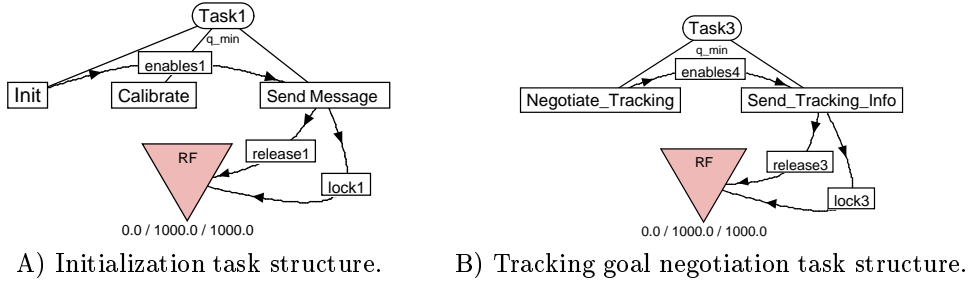 Task1
q_min
enables1
Init
Calibrate
Send Message
RF
release1
lock1
0.0 / 1000.0 / 1000.0
A) Initialization task structure.
Task3
q_min
enables4
Negotiate_Tracking
Send_Tracking_Info
RF
release3
lock3
0.0 / 1000.0 / 1000.0
B) Tracking goal negotiation task structure.